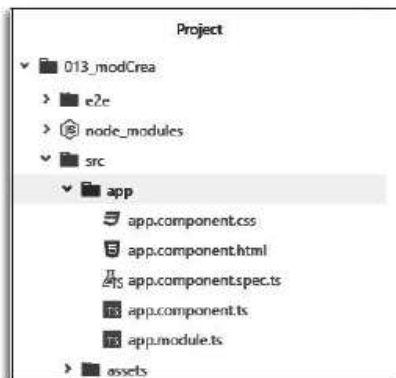 Project
013_modCrea
e2e
node_modules
src
app
app.component.css
app.component.html
app.component.spec.ts
app.component.ts
app.module.ts
assets